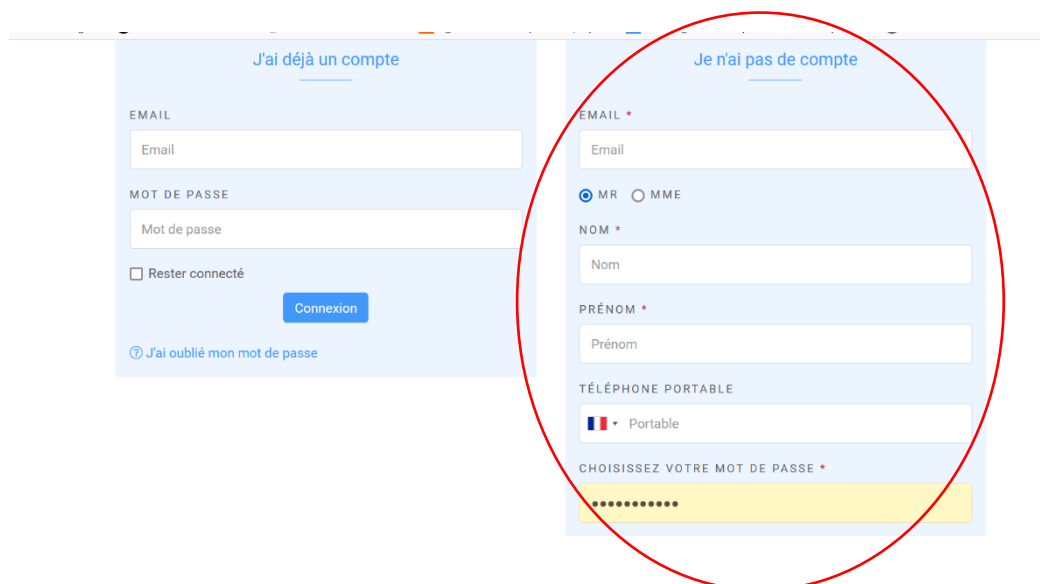 J'ai déjà un compte
EMAIL
Email
MOT DE PASSE
Mot de passe
Rester connecté
Connexion
J'ai oublié mon mot de passe
Je n'ai pas de compte
EMAIL *
Email
MR MME
NOM *
Nom
PRÉNOM *
Prénom
TÉLÉPHONE PORTABLE
Portable
CHOISISSEZ VOTRE MOT DE PASSE *
•••••••••••